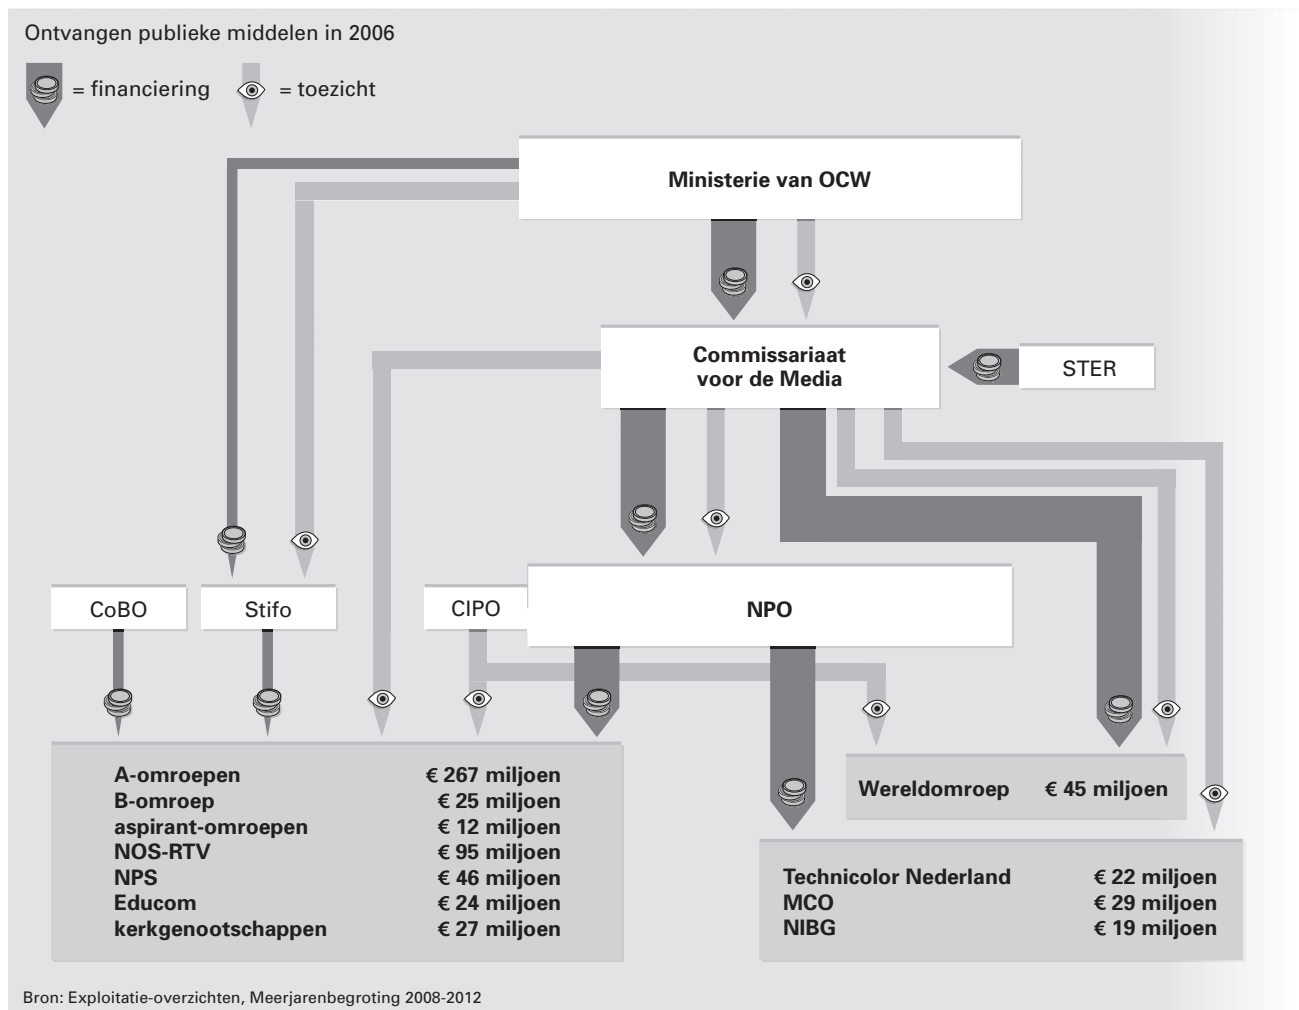 Ontvangen publieke middelen in 2006
= financiering
= toezicht
Ministerie van OCW
Commissariaat
voor de Media
STER
CoBO
Stifo
CIPO
NPO
A-omroepen € 267 miljoen
B-omroep € 25 miljoen
aspirant-omroepen € 12 miljoen
NOS-RTV € 95 miljoen
NPS € 46 miljoen
Educom € 24 miljoen
kerkgenootschappen € 27 miljoen
Wereldomroep € 45 miljoen
Technicolor Nederland € 22 miljoen
MCO € 29 miljoen
NIBG € 19 miljoen
Bron: Exploitatie-overzichten, Meerjarenbegroting 2008-2012